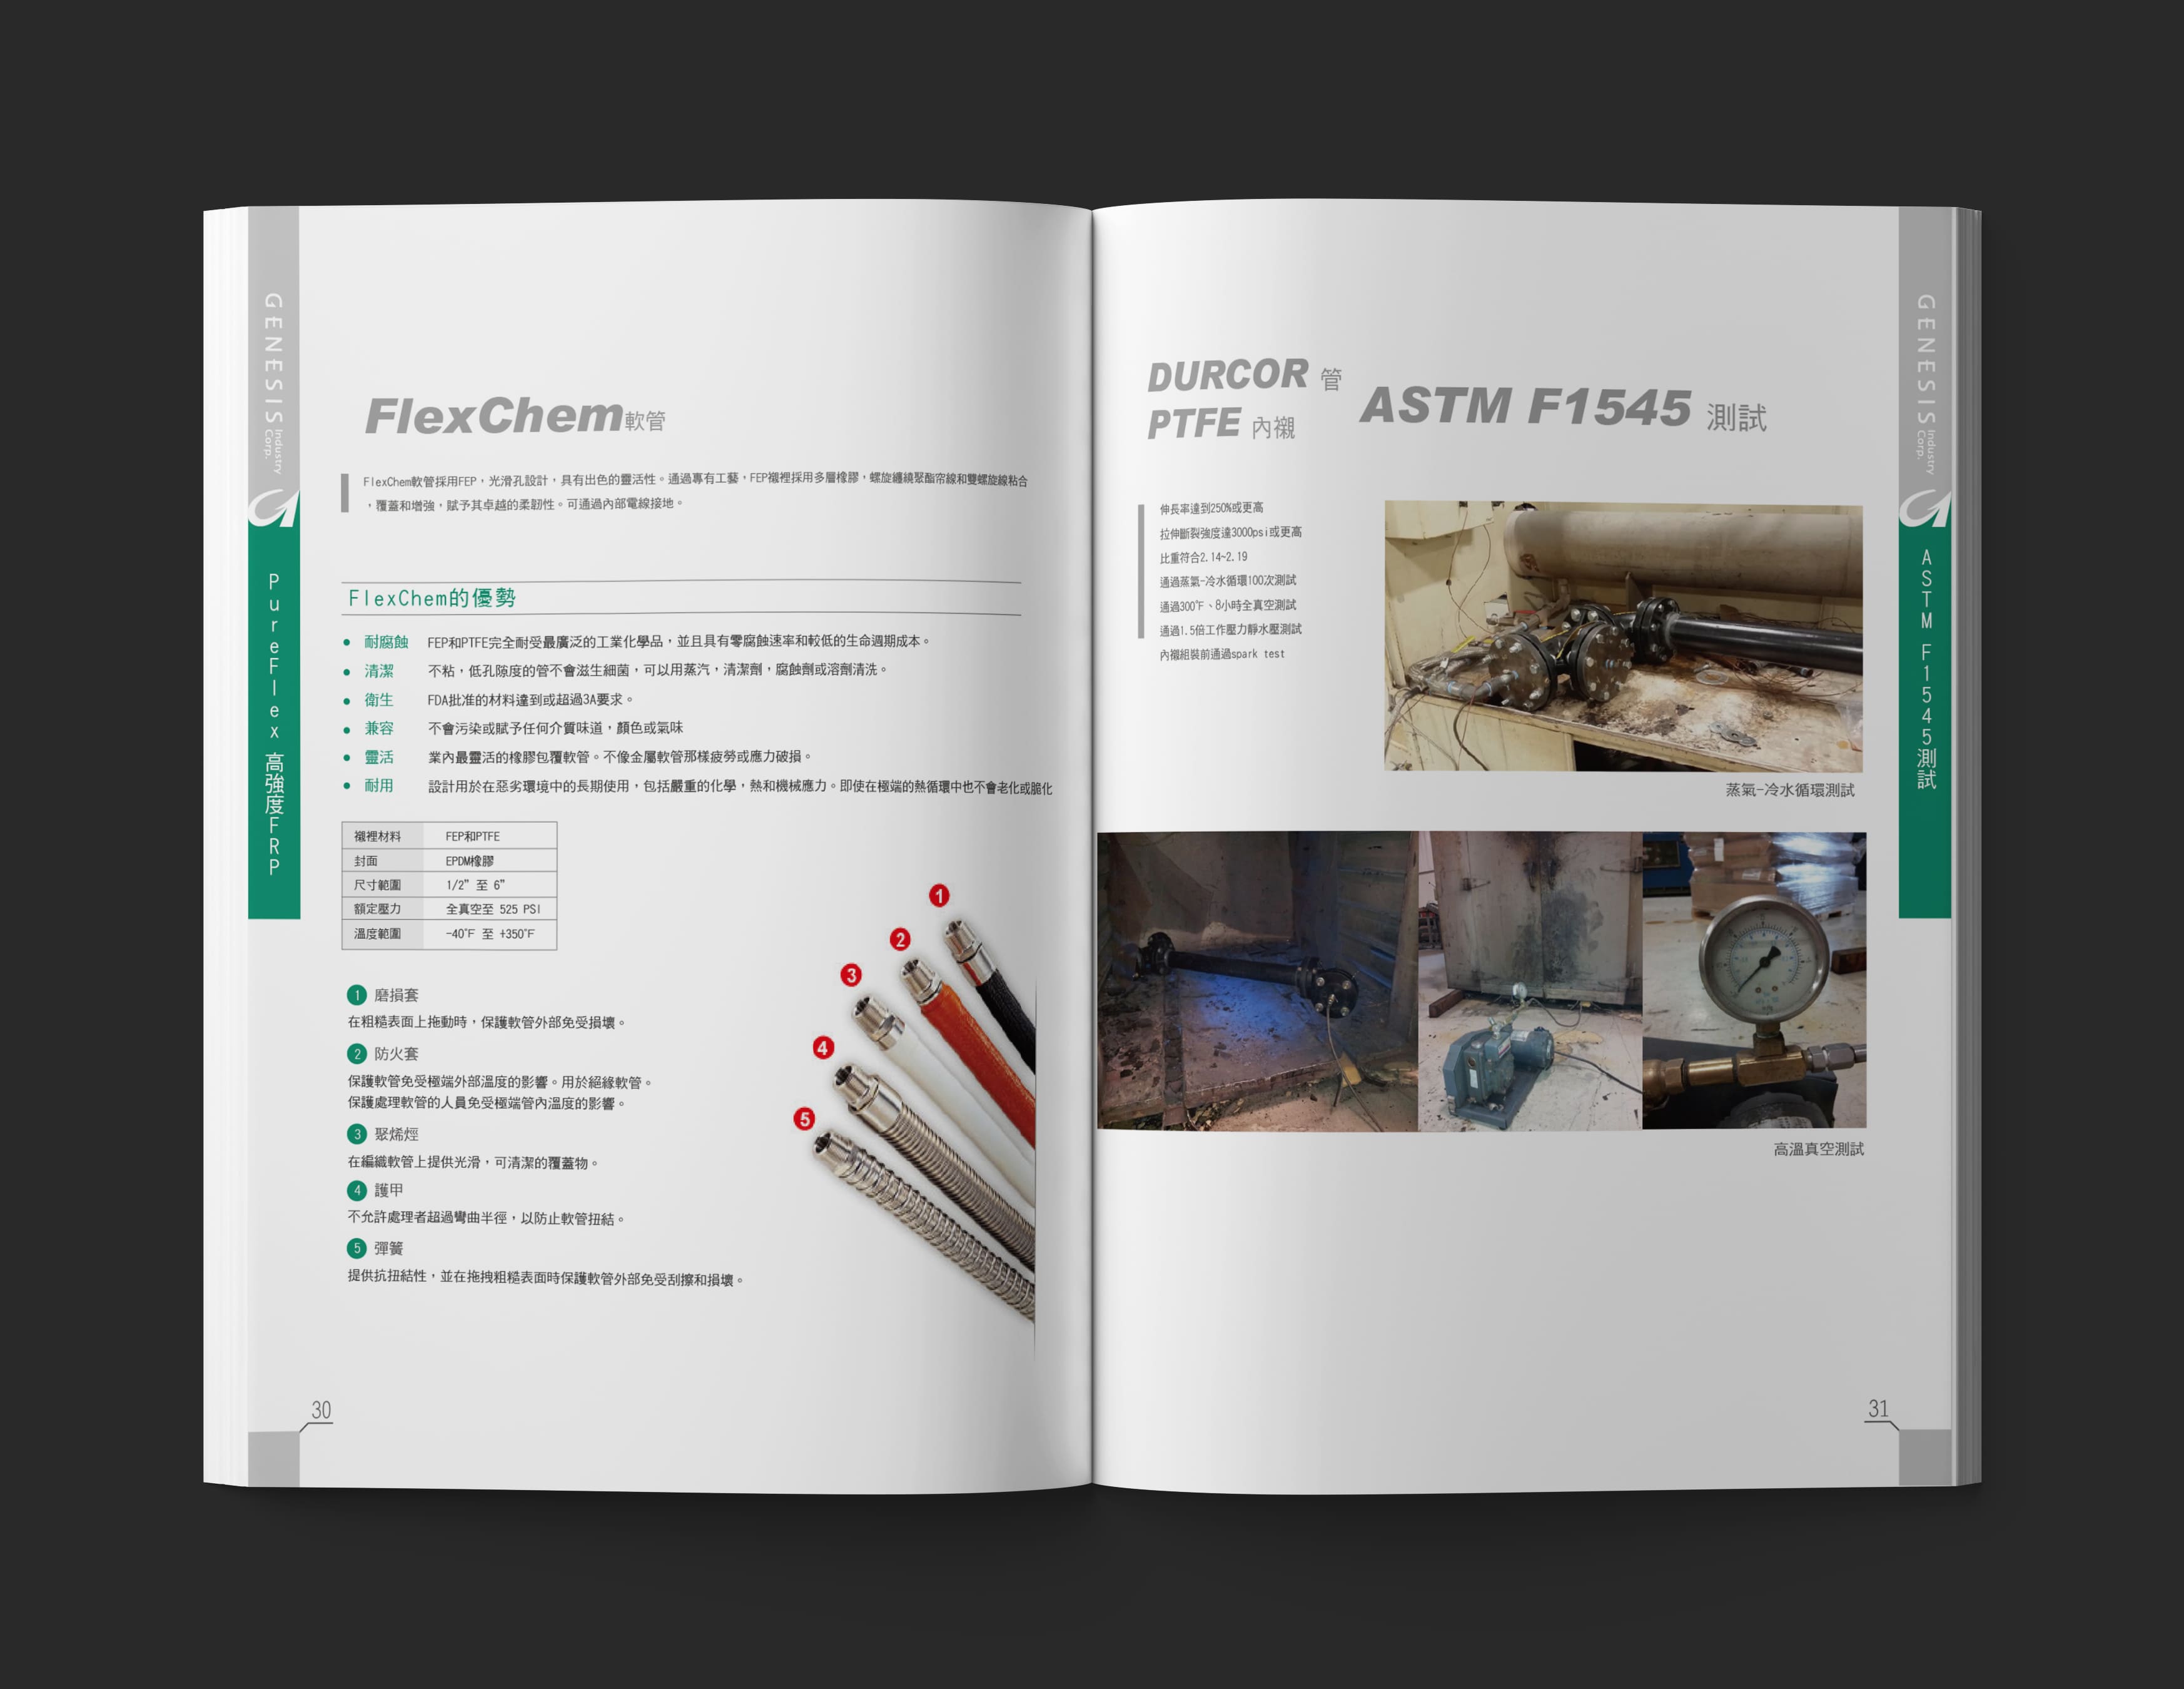 GENESIS Industry Corp.
PureFlex 高強度FRP
FlexChem軟管
FlexChem軟管採用FEP，光滑孔設計，具有出色的靈活性。通過專有工藝，FEP襯裡採用多層橡膠，螺旋纏繞聚酯帘線和雙螺旋線粘合
，覆蓋和增強，賦予其卓越的柔韌性。可通過內部電線接地。
FlexChem的優勢
• 耐腐蝕 FEP和PTFE完全耐受最廣泛的工業化學品，並且具有零腐蝕速率和較低的生命週期成本。
• 清潔 不粘，低孔隙度的管不會滋生細菌，可以用蒸汽，清潔劑，腐蝕劑或溶劑清洗。
• 衛生 FDA批准的材料達到或超過3A要求。
• 兼容 不會污染或賦予任何介質味道，顏色或氣味
• 靈活 業內最靈活的橡膠包覆軟管。不像金屬軟管那樣疲勞或應力破損。
• 耐用 設計用於在惡劣環境中的長期使用，包括嚴重的化學，熱和機械應力。即使在極端的熱循環中也不會老化或脆化
襯裡材料 FEP和PTFE
封面 EPDM橡膠
尺寸範圍 1/2” 至 6”
額定壓力 全真空至 525 PSI
溫度範圍 -40°F 至 +350°F
1 磨損套
在粗糙表面上拖動時，保護軟管外部免受損壞。
2 防火套
保護軟管免受極端外部溫度的影響。用於絕緣軟管。
保護處理軟管的人員免受極端管內溫度的影響。
3 聚烯烴
在編織軟管上提供光滑，可清潔的覆蓋物。
4 護甲
不允許處理者超過彎曲半徑，以防止軟管扭結。
5 彈簧
提供抗扭結性，並在拖拽粗糙表面時保護軟管外部免受刮擦和損壞。
1
2
3
4
5
30
DURCOR 管
PTFE 內襯
ASTM F1545 測試
伸長率達到250%或更高
拉伸斷裂強度達3000psi或更高
比重符合2.14~2.19
通過蒸氣-冷水循環100次測試
通過300°F、8小時全真空測試
通過1.5倍工作壓力靜水壓測試
內襯組裝前通過spark test
蒸氣-冷水循環測試
高溫真空測試
GENESIS Industry Corp.
ASTM F1545測試
31